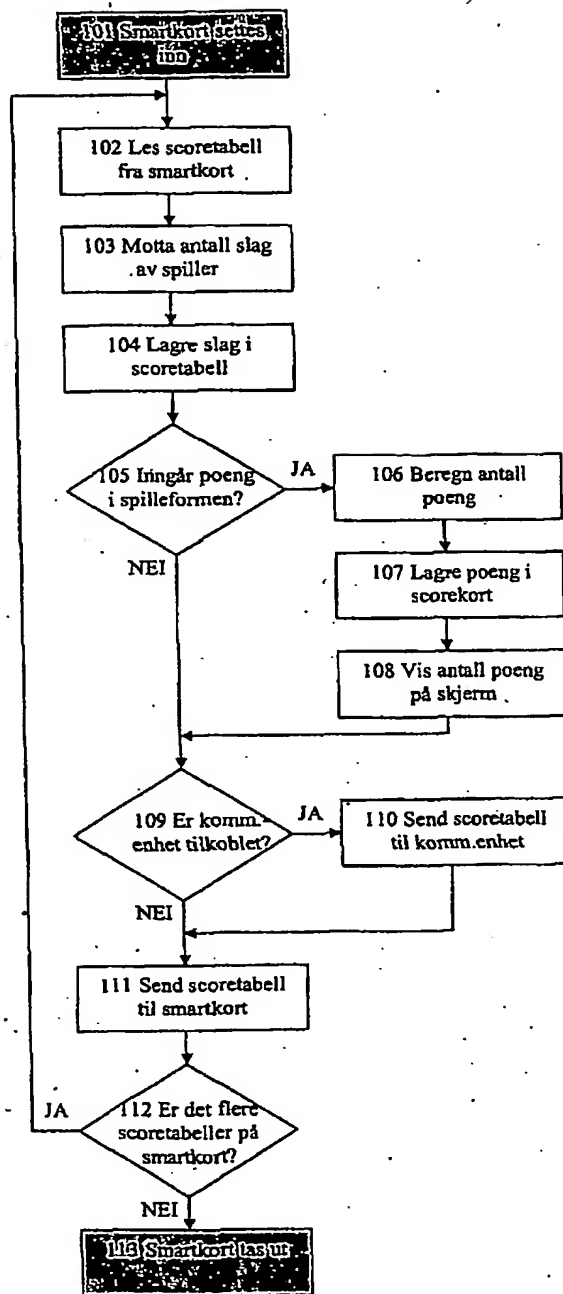 101 Smartkort settes
inn
102 Les scoretabell
fra smartkort
103 Motta antall slag
av spiller
104 Lagre slag i
scoretabell
105 Inngår poeng
i spilleformen?
JA
106 Beregn antall
poeng
NEI
107 Lagre poeng i
scorekort
108 Vis antall poeng
på skjerm
109 Er komm.-
enhet tilkoblet?
JA
110 Send scoretabell
til komm.enhet
NEI
111 Send scoretabell
til smartkort
JA
112 Er det flere
scoretabeller på
smartkort?
NEI
113 Smartkort tas ut